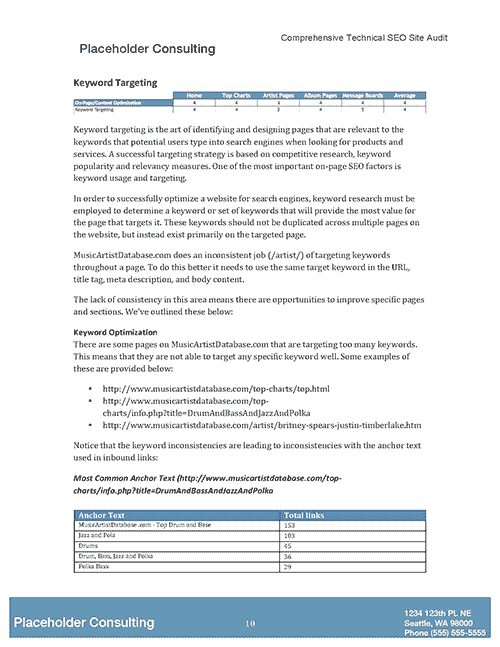 Comprehensive Technical SEO Site Audit
Placeholder Consulting
Keyword Targeting
Home Top Charts Artist Pages Album Pages Message Boards Average
On-Page/Content Optimization 4 4 3 4 4 4
Keyword Targeting 4 4 2 4 5 4
Keyword targeting is the art of identifying and designing pages that are relevant to the
keywords that potential users type into search engines when looking for products and
services. A successful targeting strategy is based on competitive research, keyword
popularity and relevancy measures. One of the most important on-page SEO factors is
keyword usage and targeting.
In order to successfully optimize a website for search engines, keyword research must be
employed to determine a keyword or set of keywords that will provide the most value for
the page that targets it. These keywords should not be duplicated across multiple pages on
the website, but instead exist primarily on the targeted page.
MusicArtistDatabase.com does an inconsistent job (/artist/) of targeting keywords
throughout a page. To do this better it needs to use the same target keyword in the URL,
title tag, meta description, and body content.
The lack of consistency in this area means there are opportunities to improve specific pages
and sections. We've outlined these below:
Keyword Optimization
There are some pages on MusicArtistDatabase.com that are targeting too many keywords.
This means that they are not able to target any specific keyword well. Some examples of
these are provided below:
• http://www.musicartistdatabase.com/top-charts/top.html
• http://www.musicartistdatabase.com/top-
charts/info.php?title=DrumAndBassAndJazzAndPolka
• http://www.musicartistdatabase.com/artist/britney-spears-justin-timberlake.htm
Notice that the keyword inconsistencies are leading to inconsistencies with the anchor text
used in inbound links:
Most Common Anchor Text (http://www.musicartistdatabase.com/top-
charts/info.php?title=DrumAndBassAndJazzAndPolka
Anchor Text Total links
MusicArtistDatabase.com - Top Drum and Base 153
Jazz and Pola 103
Drums 45
Drum, Bass, Jazz and Polka 36
Polka Bass 29
Placeholder Consulting
10
1234 123th PL NE
Seattle, WA 98000
Phone (555) 555-5555